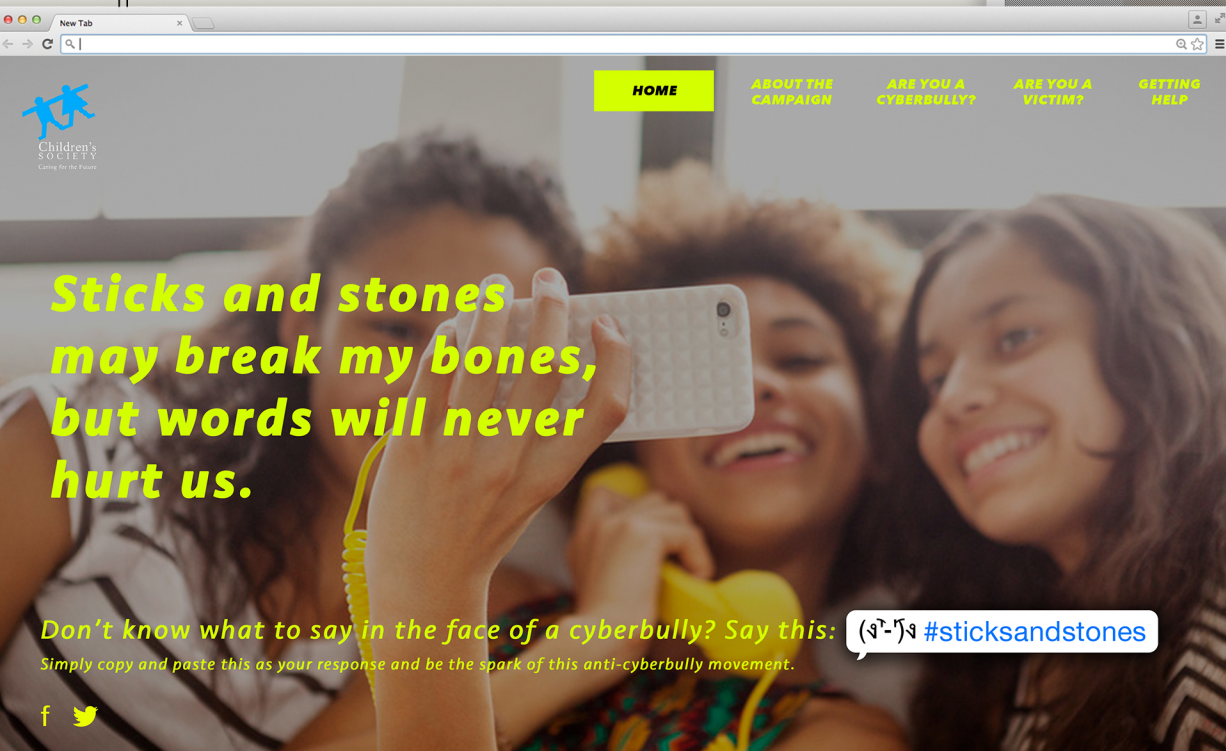 New Tab
HOME
ABOUT THE
CAMPAIGN
ARE YOU A
CYBERBULLY?
ARE YOU A
VICTIM?
GETTING
HELP
Children's
SOCIETY
Caring for the Future
Sticks and stones
may break my bones,
but words will never
hurt us.
Don't know what to say in the face of a cyberbully? Say this:
(ง ͠° ͟ل͜ ͡°)ง #sticksandstones
Simply copy and paste this as your response and be the spark of this anti-cyberbully movement.
f